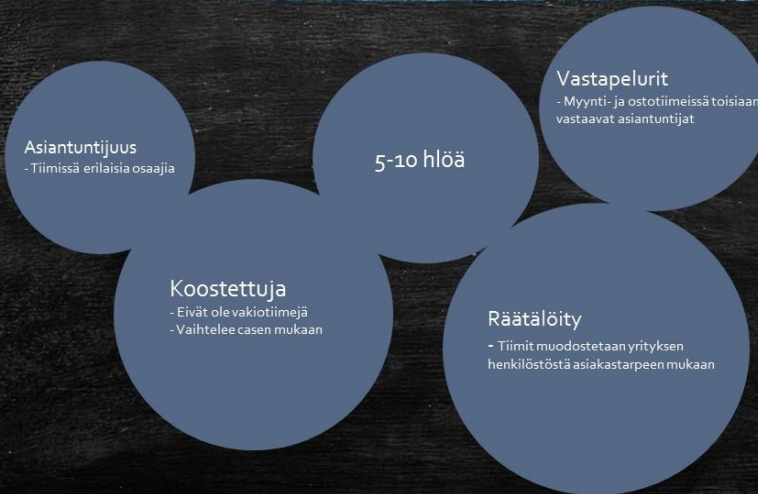 Asiantuntijuus
- Tiimissä erilaisia osaajia
5-10 hlöä
Vastapelurit
- Myynti- ja ostotiimeissä toisiaan
vastaavat asiantuntijat
Koostettuja
- Eivät ole vakiotiimejä
- Vaihtelee casen mukaan
Räätälöity
- Tiimit muodostetaan yrityksen
henkilöstöstä asiakastarpeen mukaan